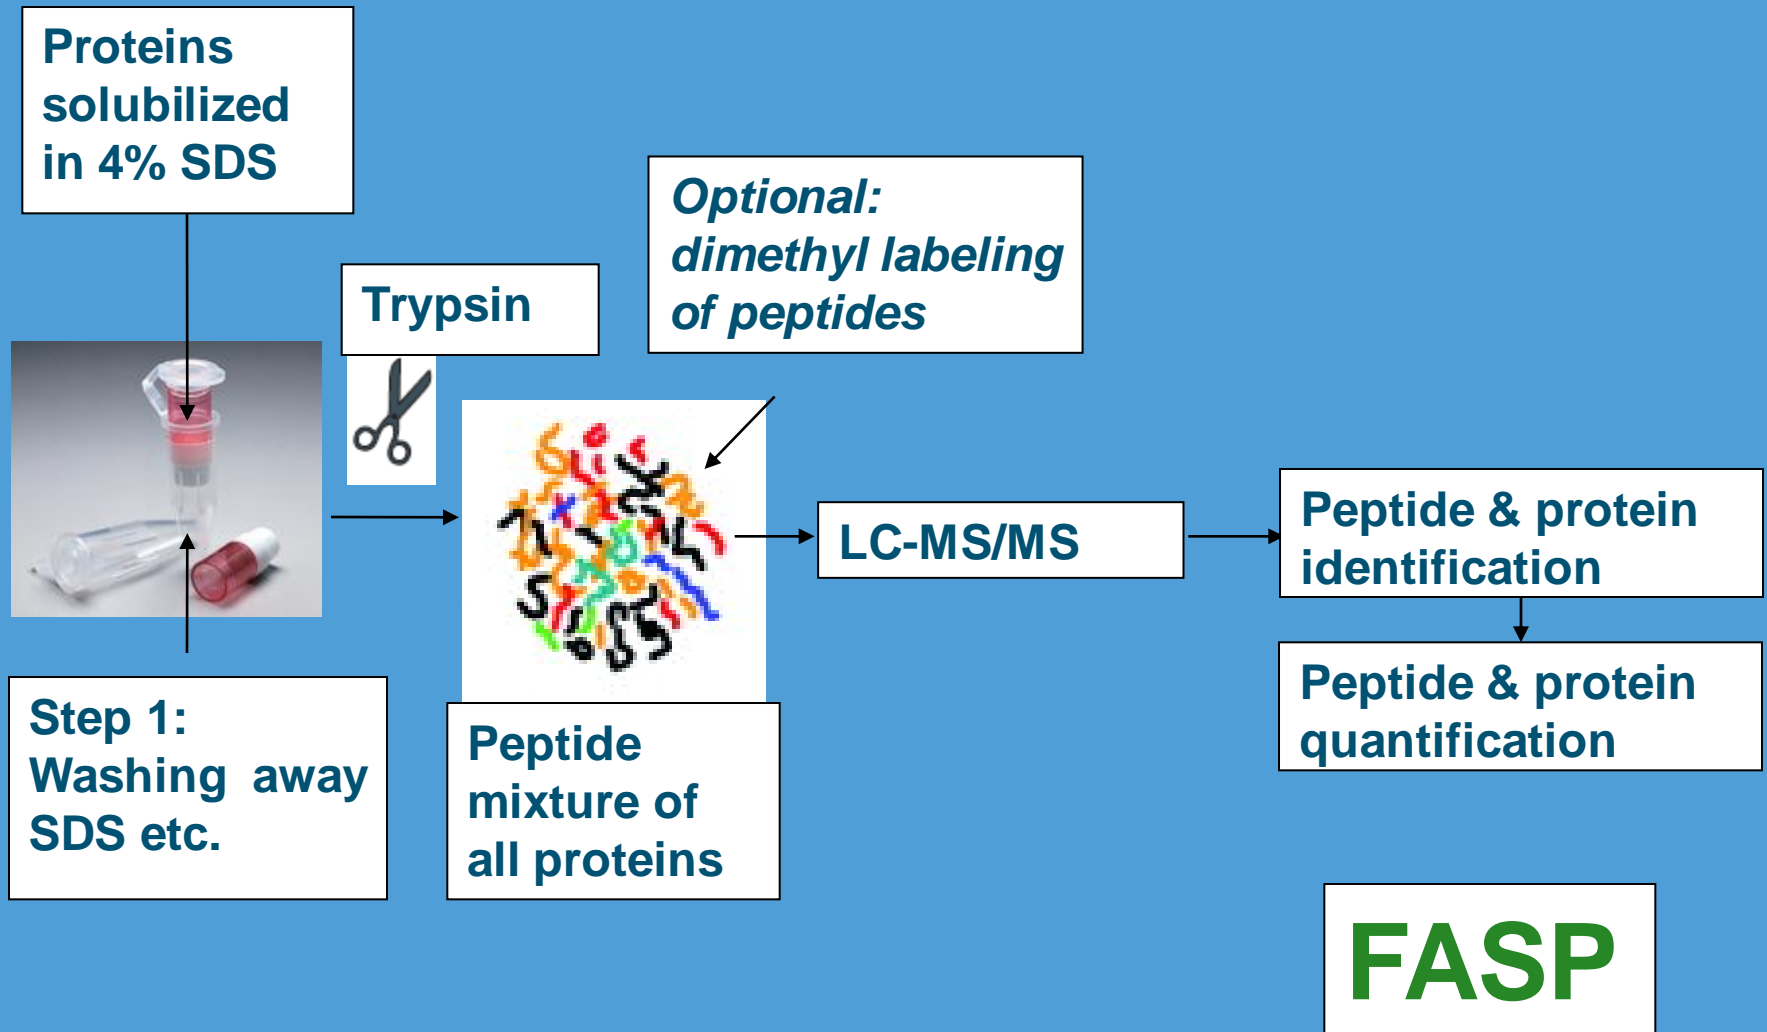 Proteins
solubilized
in 4% SDS
Trypsin
Optional:
dimethyl labeling
of peptides
Step 1:
Washing away
SDS etc.
Peptide
mixture of
all proteins
LC-MS/MS
Peptide & protein
identification
Peptide & protein
quantification
FASP